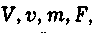 V, v, m, F,